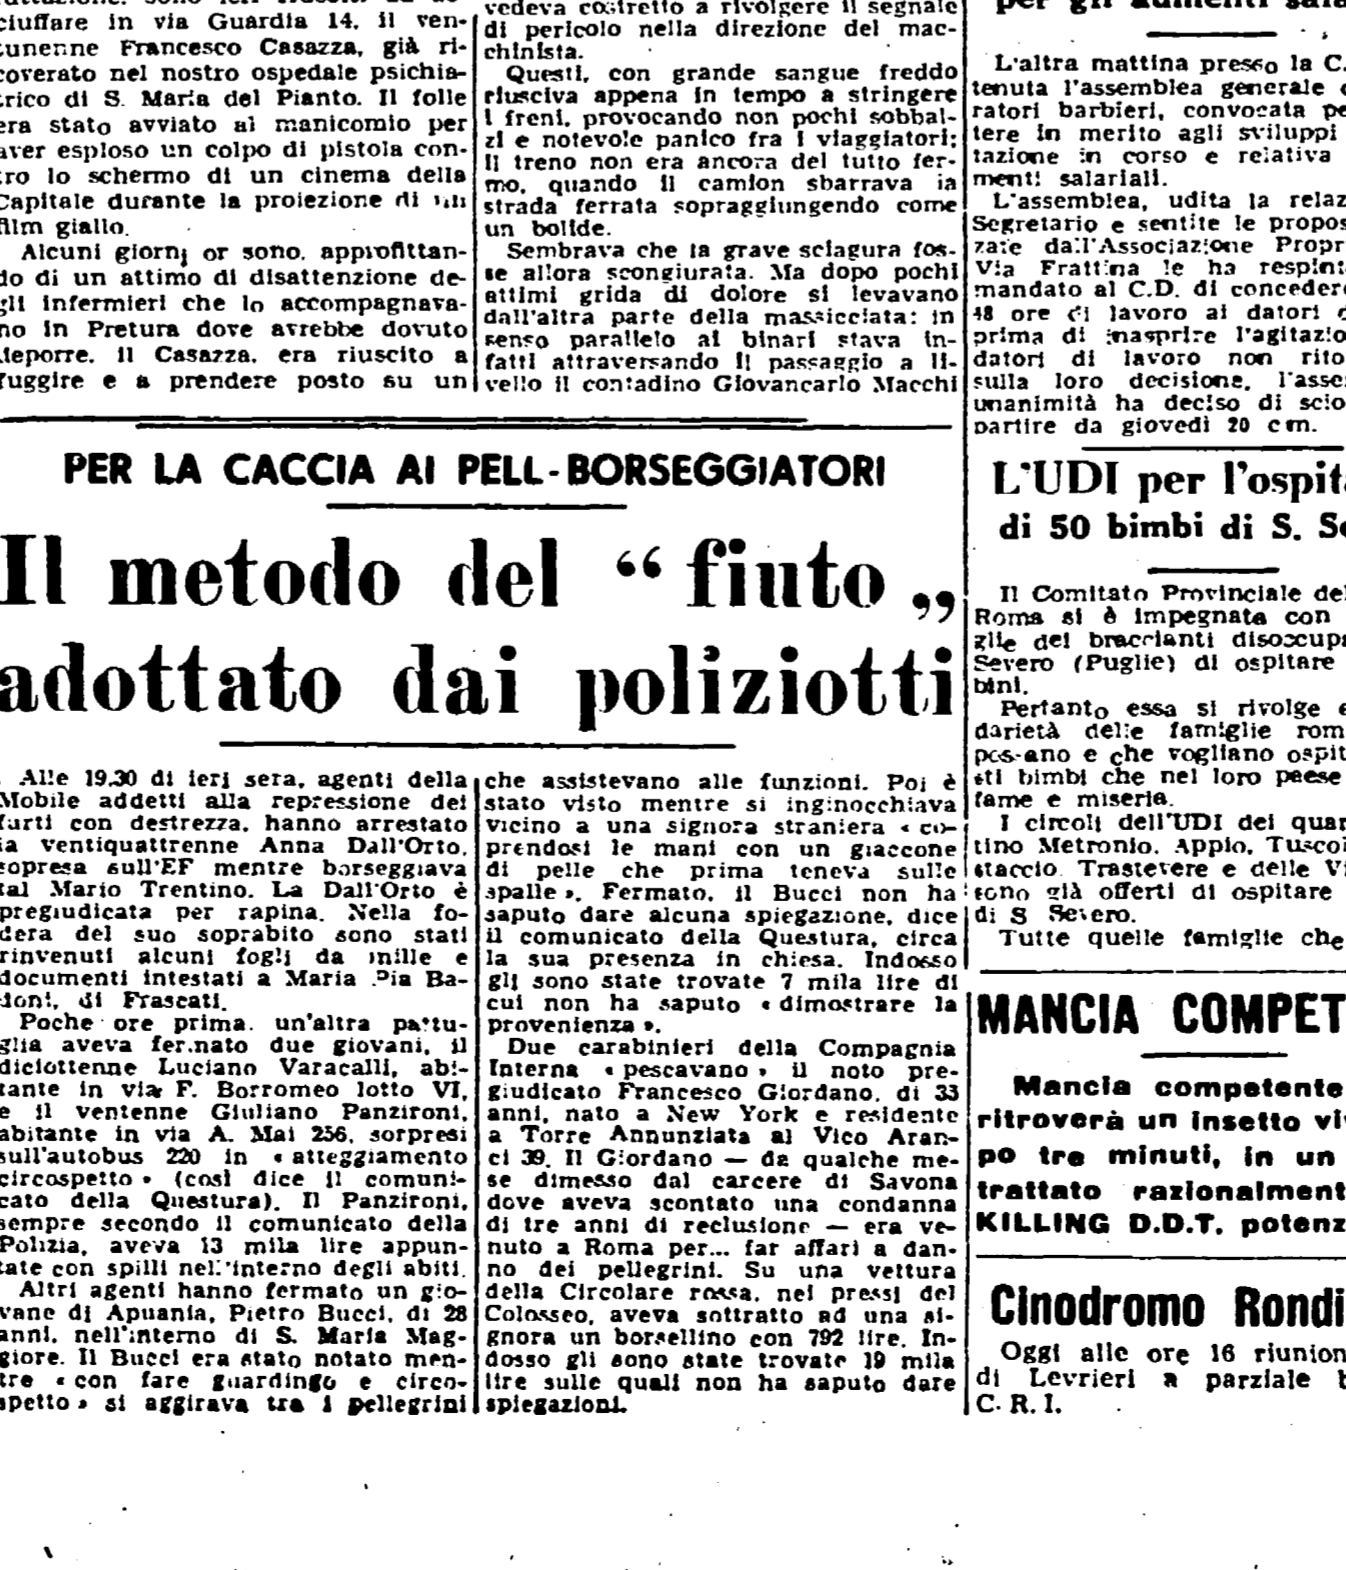 ciuffare in via Guardia 14, il ven-
tunenne Francesco Casazza, già ri-
coverato nel nostro ospedale psichia-
trico di S. Maria del Pianto. Il folle
era stato avviato al manicomio per
aver esploso un colpo di pistola con-
tro lo schermo di un cinema della
Capitale durante la proiezione di un
film giallo.
Alcuni giorni or sono, approfittan-
do di un attimo di disattenzione de-
gli infermieri che lo accompagnava-
no in Pretura dove avrebbe dovuto
deporre, il Casazza, era riuscito a
fuggire e a prendere posto su un
vedeva costretto a rivolgere il segnale
di pericolo nella direzione del mac-
chinista.
Questi, con grande sangue freddo
riusciva appena in tempo a stringere
i freni, provocando non pochi sobbal-
zi e notevole panico fra i viaggiatori;
il treno non era ancora del tutto fer-
mo, quando il camion sbarrava la
strada ferrata sopraggiungendo come
un bolide.
Sembrava che la grave sciagura fos-
se allora scongiurata. Ma dopo pochi
attimi grida di dolore si levavano
dall'altra parte della massicciata: in
senso parallelo ai binari stava in-
fatti attraversando il passaggio a li-
vello il contadino Giovancarlo Macchi
PER LA CACCIA AI PELL-BORSEGGIATORI
Il metodo del “fiuto„
adottato dai poliziotti
Alle 19.30 di ieri sera, agenti della
Mobile addetti alla repressione dei
furti con destrezza, hanno arrestato
la ventiquattrenne Anna Dall'Orto,
sopresa sull'EF mentre borseggiava
tal Mario Trentino. La Dall'Orto è
pregiudicata per rapina. Nella fo-
dera del suo soprabito sono stati
rinvenuti alcuni fogli da mille e
documenti intestati a Maria Pia Ba-
doni, di Frascati.
Poche ore prima, un'altra pattu-
glia aveva fermato due giovani, il
diciottenne Luciano Varacalli, abi-
tante in via F. Borromeo lotto VI,
e il ventenne Giuliano Panzironi,
abitante in via A. Mai 256, sorpresi
sull'autobus 220 in « atteggiamento
circospetto » (così dice il comuni-
cato della Questura). Il Panzironi,
sempre secondo il comunicato della
Polizia, aveva 13 mila lire appun-
tate con spilli nell'interno degli abiti.
Altri agenti hanno fermato un gio-
vane di Apuania, Pietro Bucci, di 28
anni, nell'interno di S. Maria Mag-
giore. Il Bucci era stato notato men-
tre « con fare guardingo e circo-
spetto » si aggirava tra i pellegrini
che assistevano alle funzioni. Poi è
stato visto mentre si inginocchiava
vicino a una signora straniera « co-
prendosi le mani con un giaccone
di pelle che prima teneva sulle
spalle ». Fermato, il Bucci non ha
saputo dare alcuna spiegazione, dice
il comunicato della Questura, circa
la sua presenza in chiesa. Indosso
gli sono state trovate 7 mila lire di
cui non ha saputo « dimostrare la
provenienza ».
Due carabinieri della Compagnia
Interna « pescavano » il noto pre-
giudicato Francesco Giordano, di 33
anni, nato a New York e residente
a Torre Annunziata al Vico Aran-
ci 39. Il Giordano — da qualche me-
se dimesso dal carcere di Savona
dove aveva scontato una condanna
di tre anni di reclusione — era ve-
nuto a Roma per... far affari a dan-
no dei pellegrini. Su una vettura
della Circolare rossa, nei pressi del
Colosseo, aveva sottratto ad una si-
gnora un borsellino con 792 lire. In-
dosso gli sono state trovate 19 mila
lire sulle quali non ha saputo dare
spiegazioni.
L'altra mattina presso la C.
tenuta l'assemblea generale
ratori barbieri, convocata pe
tere in merito agli sviluppi
tazione in corso e relativa
menti salariali.
L'assemblea, udita la relaz
Segretario e sentite le propos
zate dall'Associazione Propr
Via Frattina le ha respint
mandato al C.D. di concedere
48 ore di lavoro ai datori d
prima di inasprire l'agitazio
datori di lavoro non rito
sulla loro decisione, l'asse
unanimità ha deciso di scio
partire da giovedì 20 c.m.
L'UDI per l'ospit
di 50 bimbi di S. Se
Il Comitato Provinciale del
Roma si è impegnata con
glie dei braccianti disoccupa
Severo (Puglie) di ospitare
bini.
Pertanto essa si rivolge
darietà delle famiglie rom
possano e che vogliano ospit
sti bimbi che nel loro paese
fame e miseria.
I circoli dell'UDI dei quar
tino Metronio, Appio, Tuscol
staccio, Trastevere e delle Vi
sono già offerti di ospitare
di S. Severo.
Tutte quelle famiglie che
MANCIA COMPET
Mancia competente
ritroverà un insetto vi
po tre minuti, in un
trattato razionalment
KILLING D.D.T. potenz
Cinodromo Rondi
Oggi alle ore 16 riunion
di Levrieri a parziale b
C. R. I.